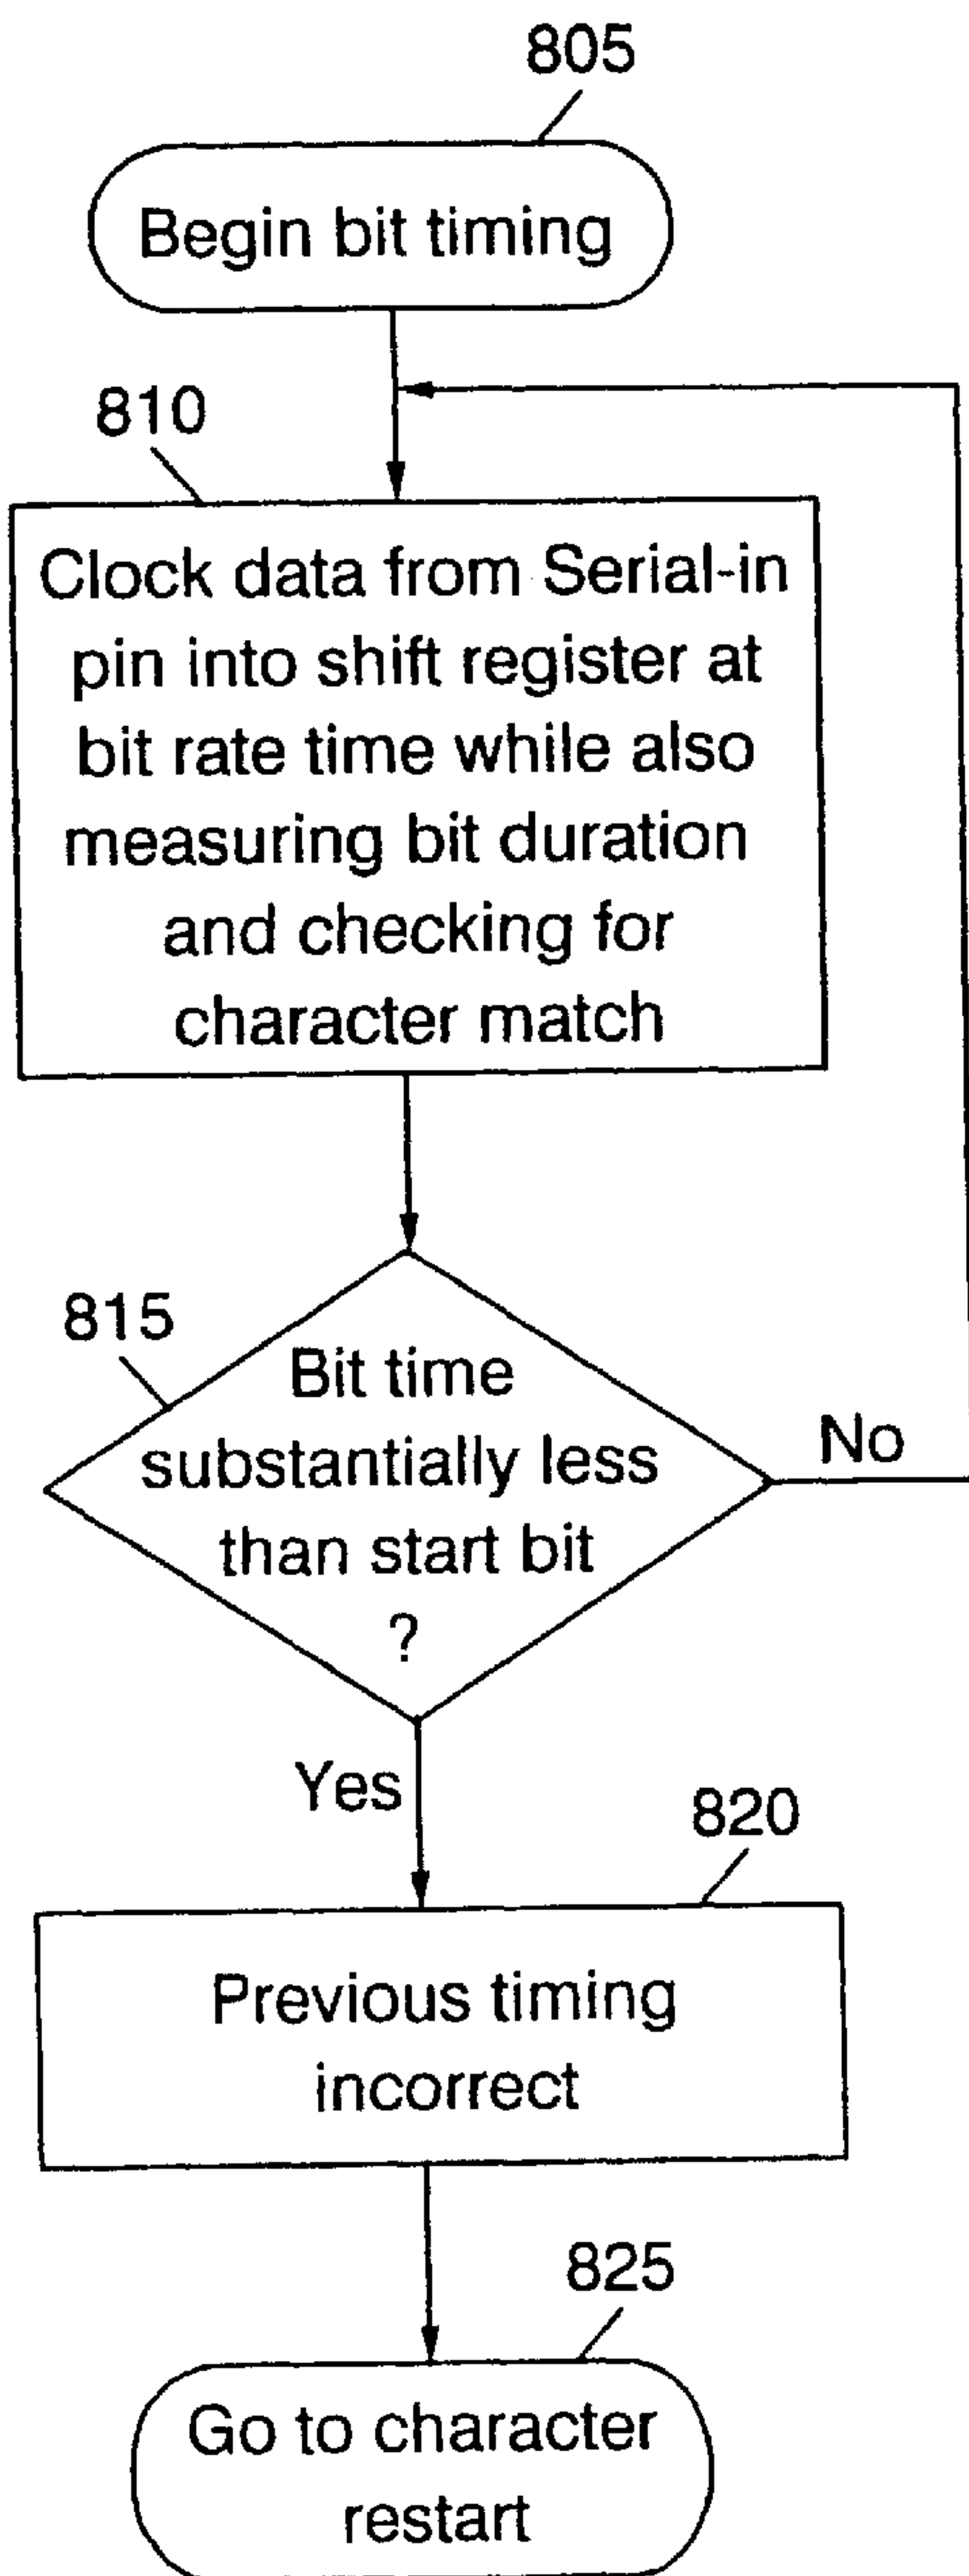 805
Begin bit timing
810
Clock data from Serial-in
pin into shift register at
bit rate time while also
measuring bit duration
and checking for
character match
815
Bit time
substantially less
than start bit
?
No
Yes
820
Previous timing
incorrect
825
Go to character
restart